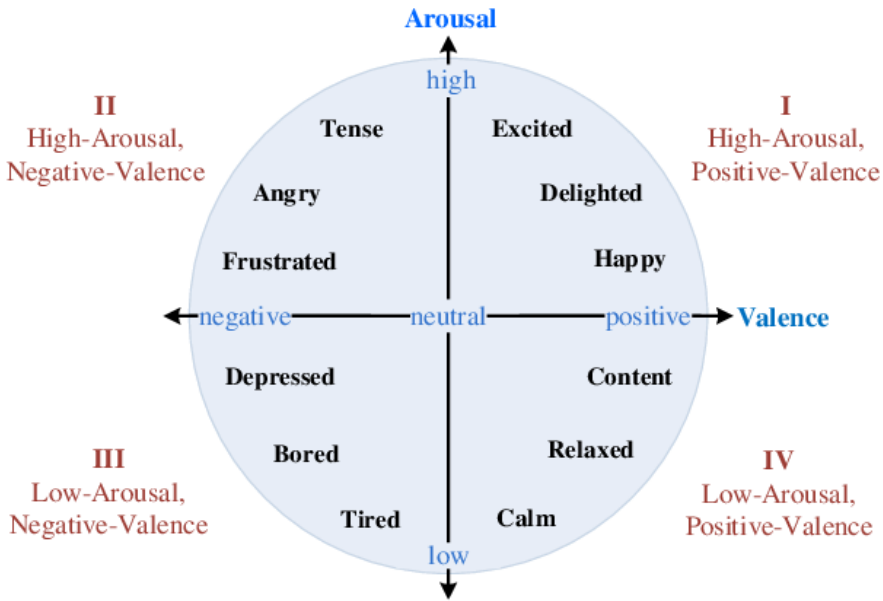 Arousal
high
II
High-Arousal,
Negative-Valence
I
High-Arousal,
Positive-Valence
Tense
Excited
Angry
Delighted
Frustrated
Happy
negative
neutral
positive
Valence
Depressed
Content
Bored
Relaxed
III
Low-Arousal,
Negative-Valence
IV
Low-Arousal,
Positive-Valence
Tired
Calm
low